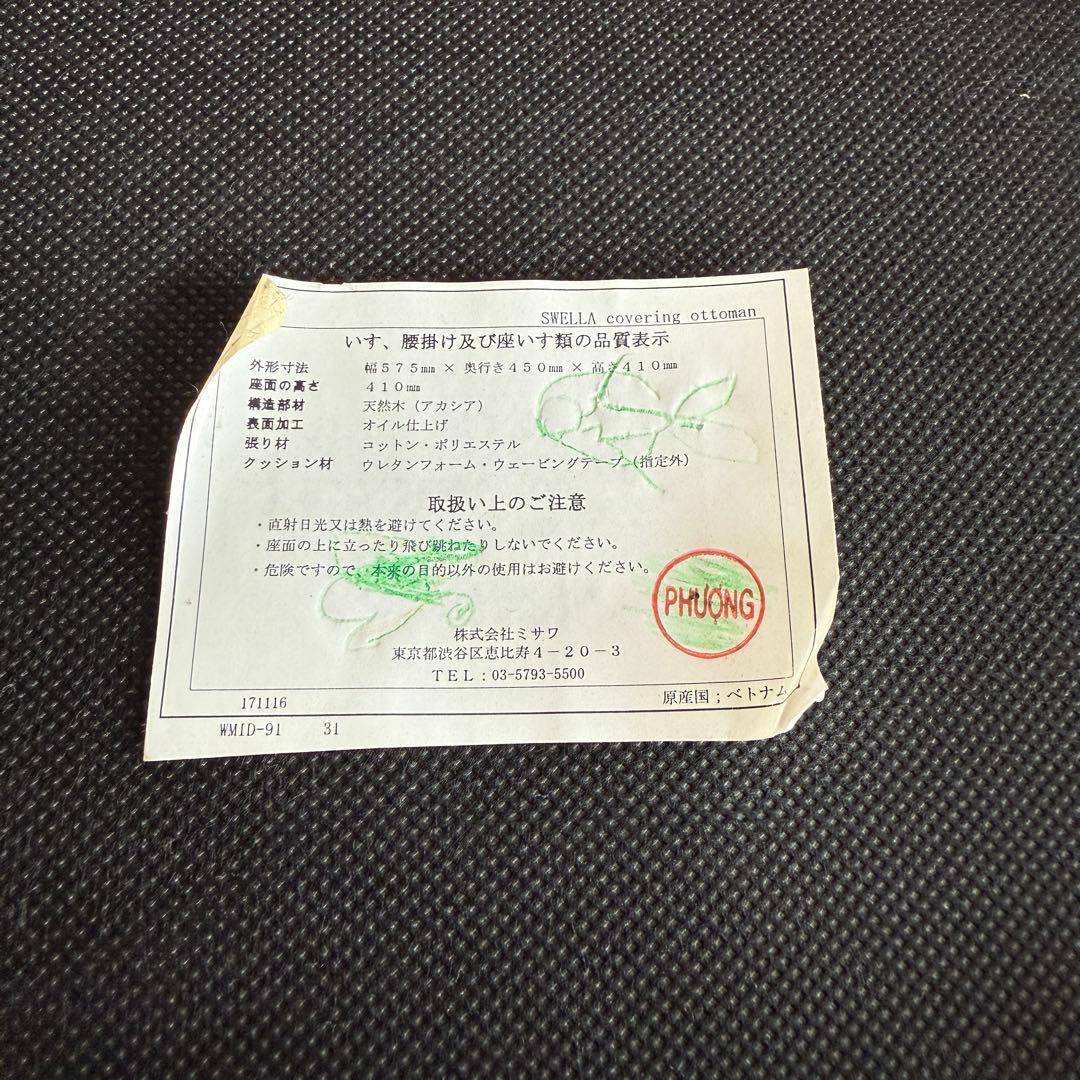 SWELLA covering ottoman
いす、腰掛け及び座いす類の品質表示
外形寸法 幅575㎜ × 奥行き450㎜ × 高さ410㎜
座面の高さ 410㎜
構造部材 天然木（アカシア）
表面加工 オイル仕上げ
張り材 コットン・ポリエステル
クッション材 ウレタンフォーム・ウェービングテープ（指定外）
取扱い上のご注意
・直射日光又は熱を避けてください。
・座面の上に立ったり飛び跳ねたりしないでください。
・危険ですので、本来の目的以外の使用はお避けください。
PHƯỢNG
株式会社ミサワ
東京都渋谷区恵比寿4－20－3
TEL：03-5793-5500
171116 原産国；ベトナム
WMID-91 31